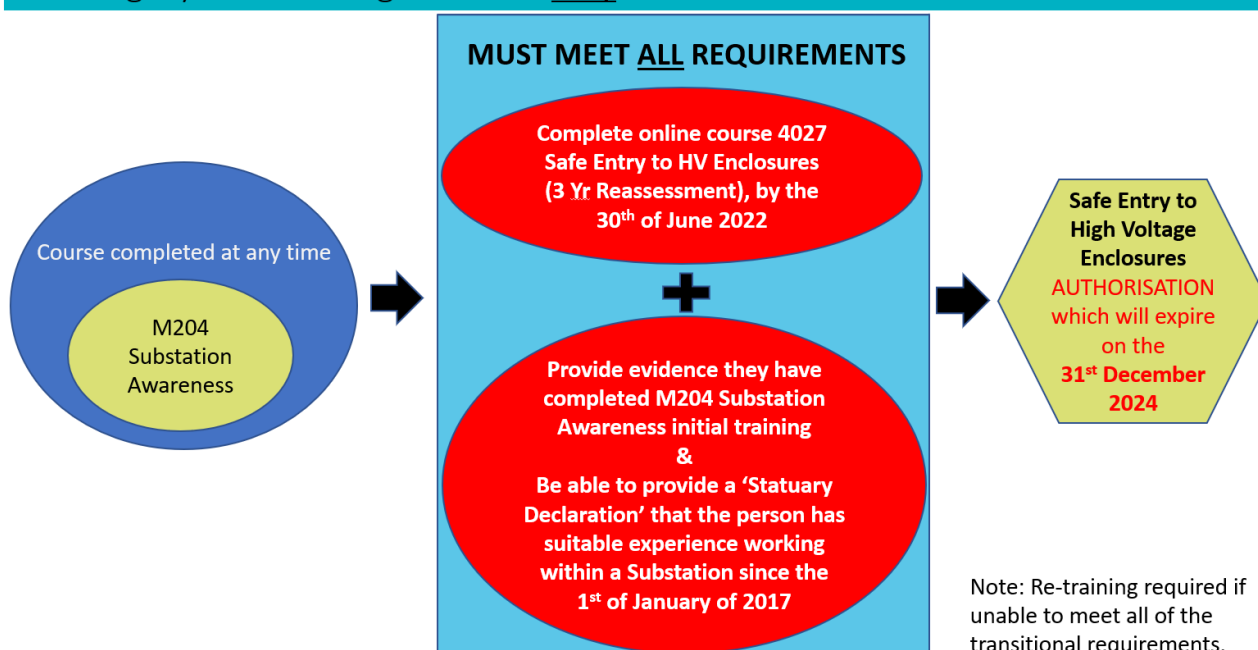 MUST MEET ALL REQUIREMENTS
Course completed at any time
M204
Substation
Awareness
Complete online course 4027
Safe Entry to HV Enclosures
(3 Yr Reassessment), by the
30th of June 2022
Provide evidence they have
completed M204 Substation
Awareness initial training
&
Be able to provide a ‘Statuary
Declaration’ that the person has
suitable experience working
within a Substation since the
1st of January of 2017
Safe Entry to
High Voltage
Enclosures
AUTHORISATION
which will expire
on the
31st December
2024
Note: Re-training required if
unable to meet all of the
transitional requirements.